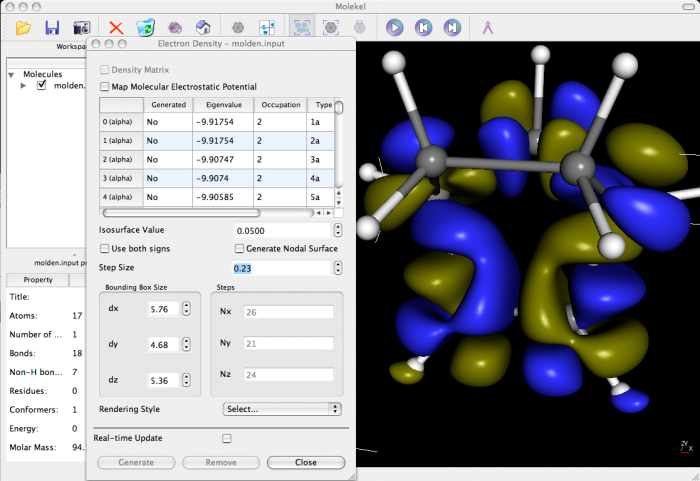 Molekel
Workspa
Electron Density – molden.input
Molecules
molden.
Density Matrix
Map Molecular Electrostatic Potential
Generated Eigenvalue Occupation Type
0 (alpha) No -9.91754 2 1a
1 (alpha) No -9.91754 2 2a
2 (alpha) No -9.90747 2 3a
3 (alpha) No -9.9074 2 4a
4 (alpha) No -9.90585 2 5a
Isosurface Value 0.0500
Use both signs Generate Nodal Surface
Step Size 0.23
Bounding Box Size Steps
dx 5.76 Nx 26
dy 4.68 Ny 21
dz 5.36 Nz 24
Rendering Style Select...
Real-time Update
Generate Remove Close
molden.input pr
Property
Title:
Atoms: 17
Number of ... 1
Bonds: 18
Non-H bon... 7
Residues: 0
Conformers: 1
Energy: 0
Molar Mass: 94.
ZY
X